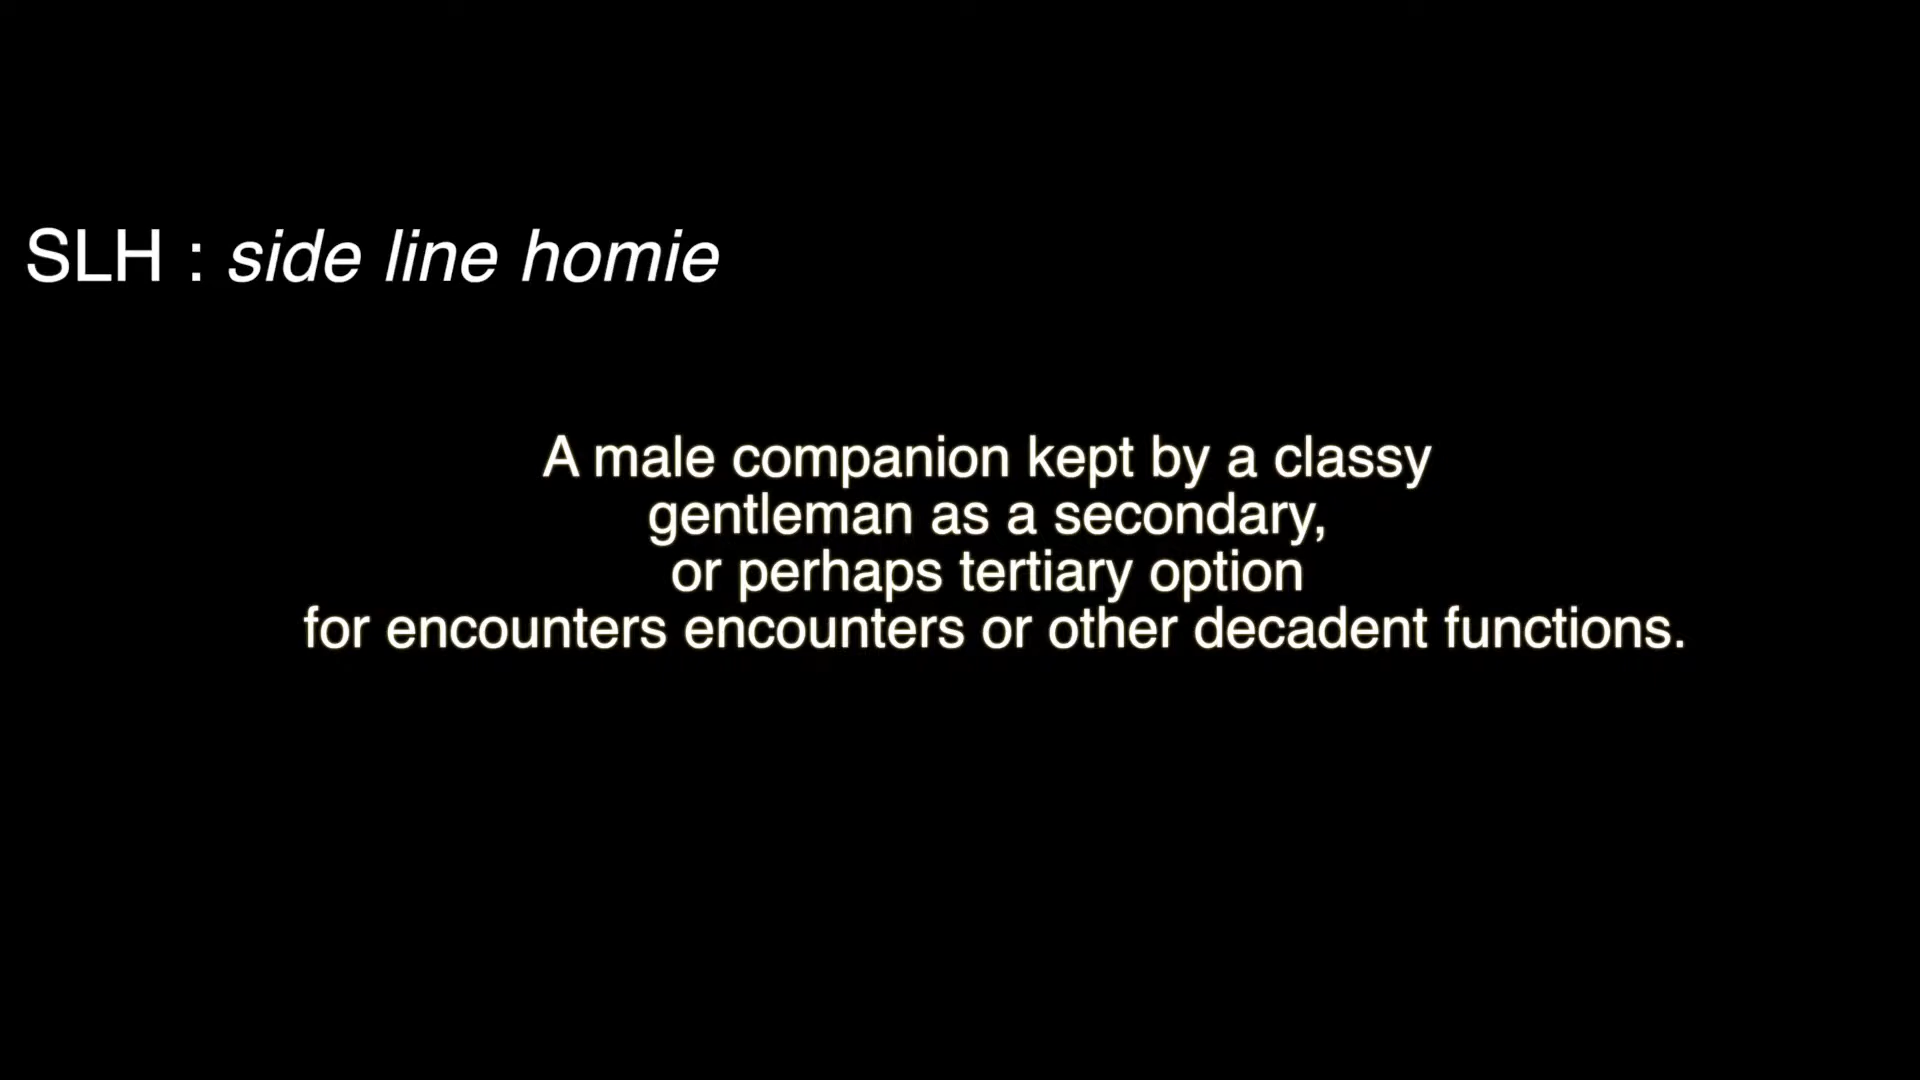 SLH : side line homie
A male companion kept by a classy
gentleman as a secondary,
or perhaps tertiary option
for encounters encounters or other decadent functions.